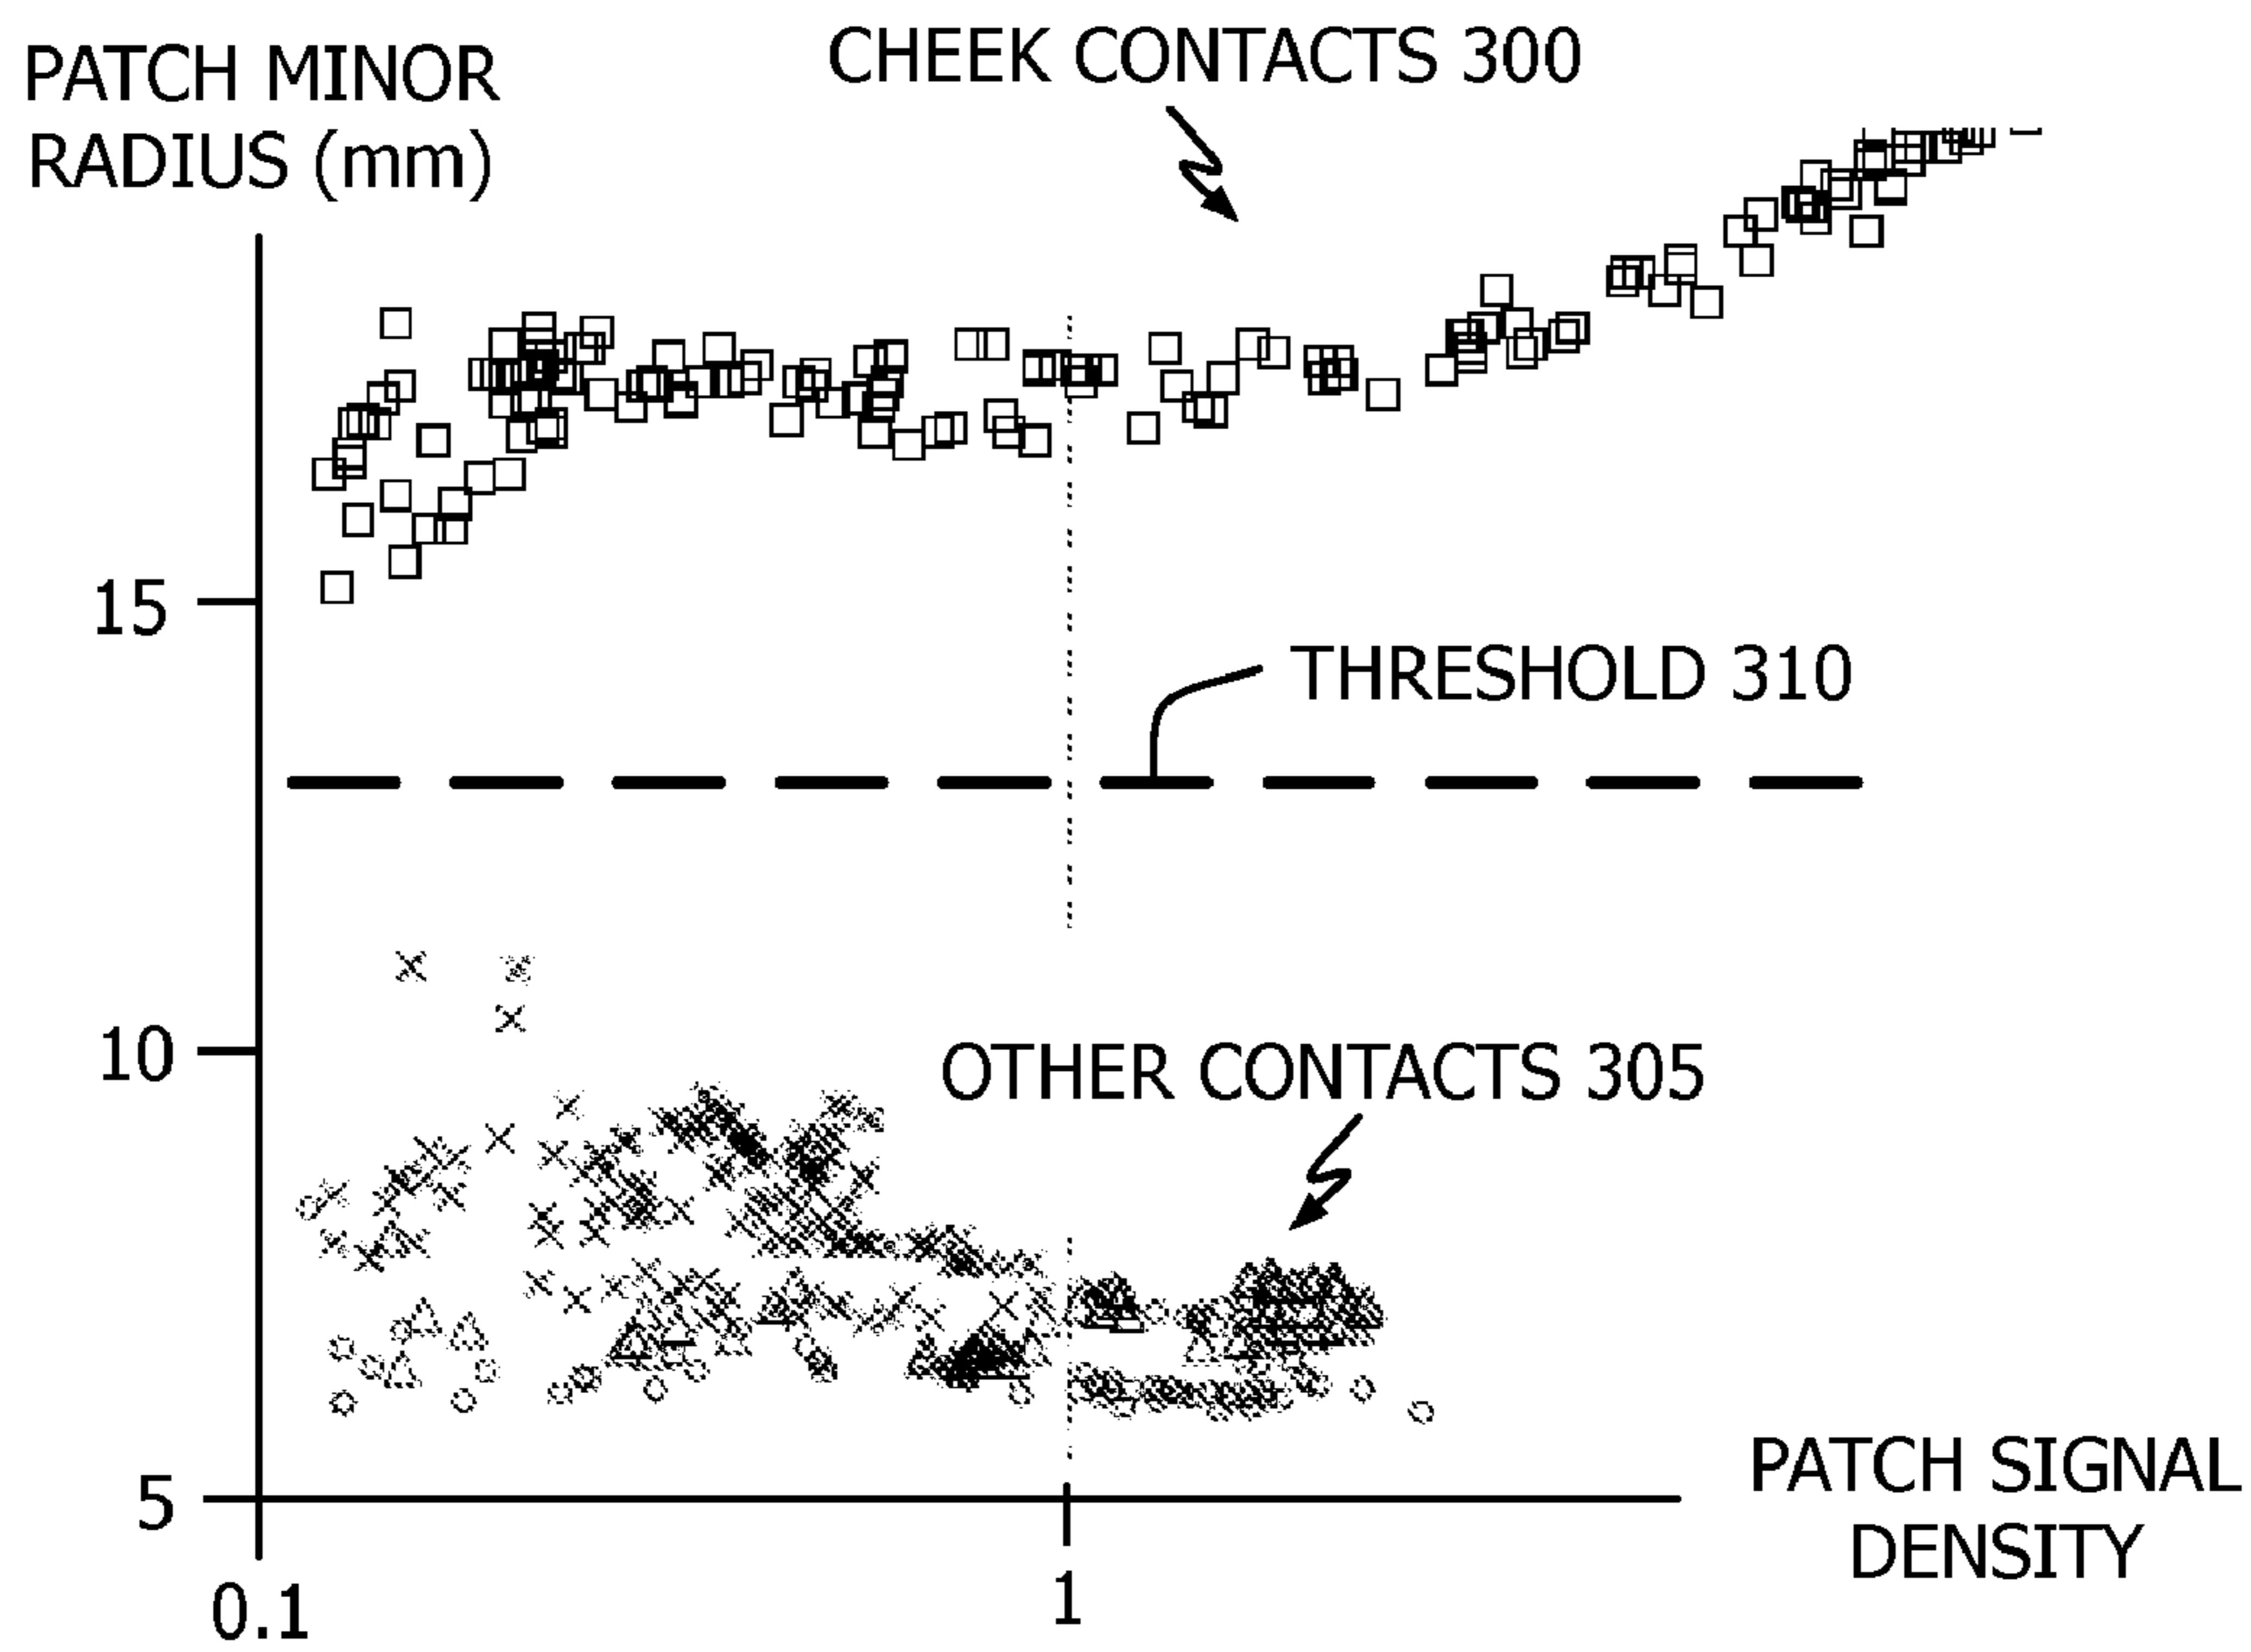 PATCH MINOR
RADIUS (mm)
CHEEK CONTACTS 300
15
THRESHOLD 310
10
OTHER CONTACTS 305
5
PATCH SIGNAL
DENSITY
0.1
1